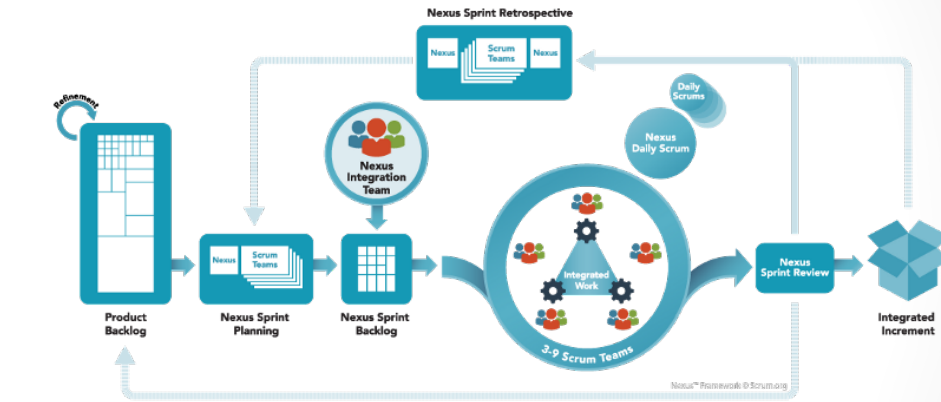 Nexus Sprint Retrospective
Nexus
Scrum
Teams
Nexus
Refinement
Daily
Scrums
Nexus
Daily Scrum
Nexus
Integration
Team
Nexus
Scrum
Teams
Integrated
Work
Nexus
Sprint Review
Product
Backlog
Nexus Sprint
Planning
Nexus Sprint
Backlog
3-9 Scrum Teams
Integrated
Increment
Nexus™ Framework © Scrum.org